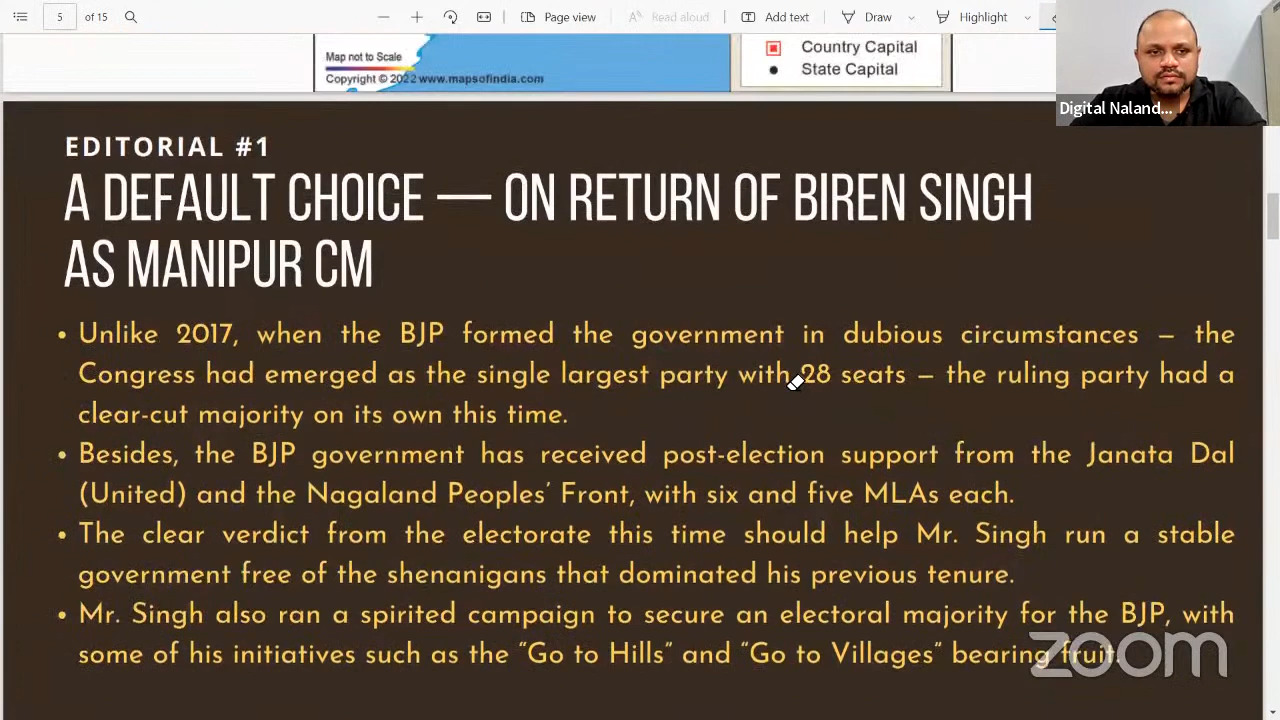 5 of 15 Page view Read aloud Add text Draw Highlight
Map not to Scale
Copyright © 2022 www.mapsofindia.com
Country Capital
State Capital
Digital Naland...
EDITORIAL #1
A DEFAULT CHOICE — ON RETURN OF BIREN SINGH
AS MANIPUR CM
• Unlike 2017, when the BJP formed the government in dubious circumstances – the
Congress had emerged as the single largest party with 28 seats – the ruling party had a
clear-cut majority on its own this time.
• Besides, the BJP government has received post-election support from the Janata Dal
(United) and the Nagaland Peoples’ Front, with six and five MLAs each.
• The clear verdict from the electorate this time should help Mr. Singh run a stable
government free of the shenanigans that dominated his previous tenure.
• Mr. Singh also ran a spirited campaign to secure an electoral majority for the BJP, with
some of his initiatives such as the “Go to Hills” and “Go to Villages” bearing fruit.
zoom